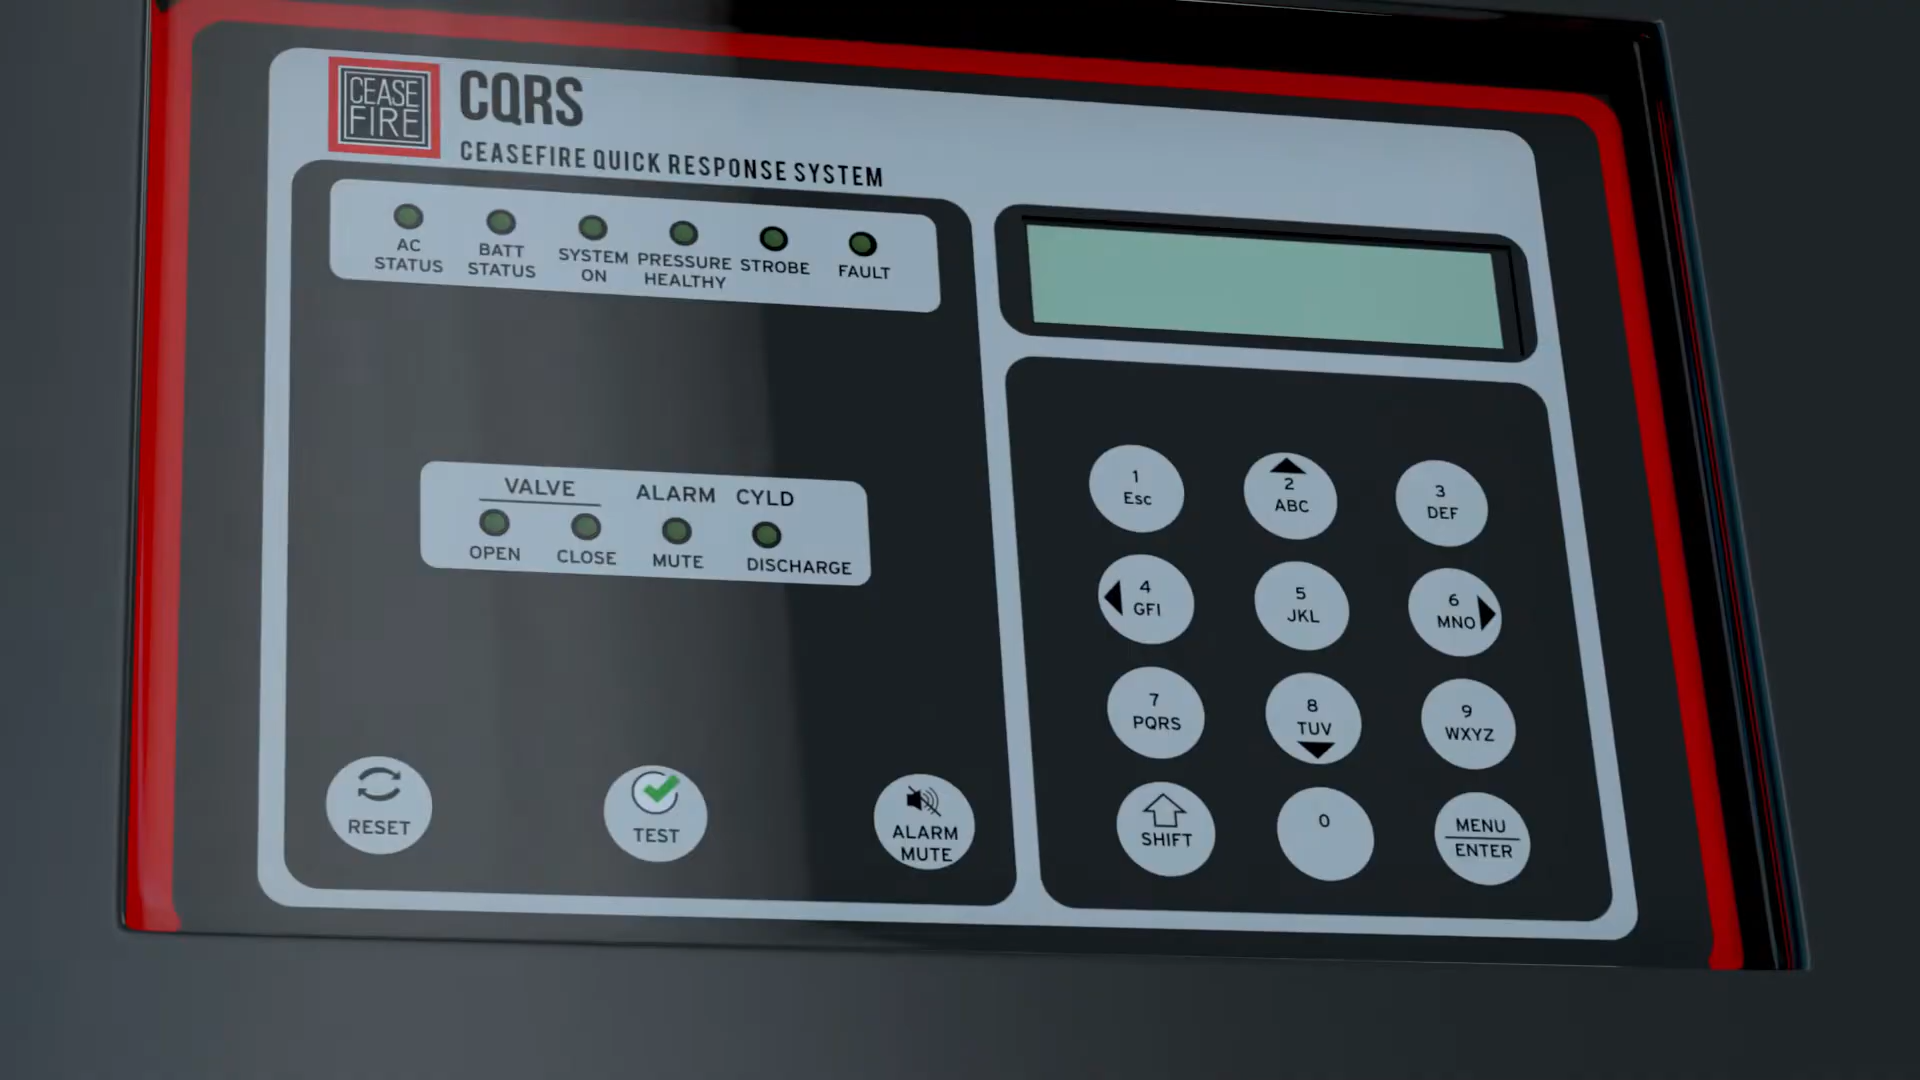 CEASE
FIRE
CQRS
CEASEFIRE QUICK RESPONSE SYSTEM
AC
STATUS
BATT
STATUS
SYSTEM
ON
PRESSURE
HEALTHY
STROBE
FAULT
VALVE
ALARM
CYLD
OPEN
CLOSE
MUTE
DISCHARGE
RESET
TEST
ALARM
MUTE
1
Esc
2
ABC
3
DEF
4
GFI
5
JKL
6
MNO
7
PQRS
8
TUV
9
WXYZ
SHIFT
0
MENU
ENTER